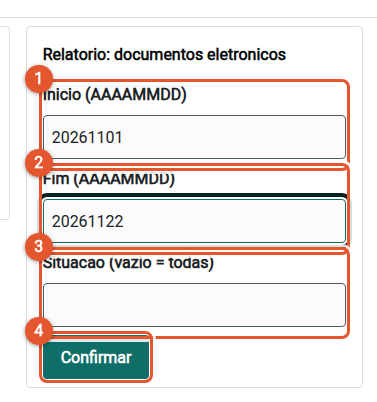 Relatorio: documentos eletronicos
1
Inicio (AAAAMMDD)
20261101
2
Fim (AAAAMMDD)
20261122
3
Situacao (vazio = todas)
4
Confirmar